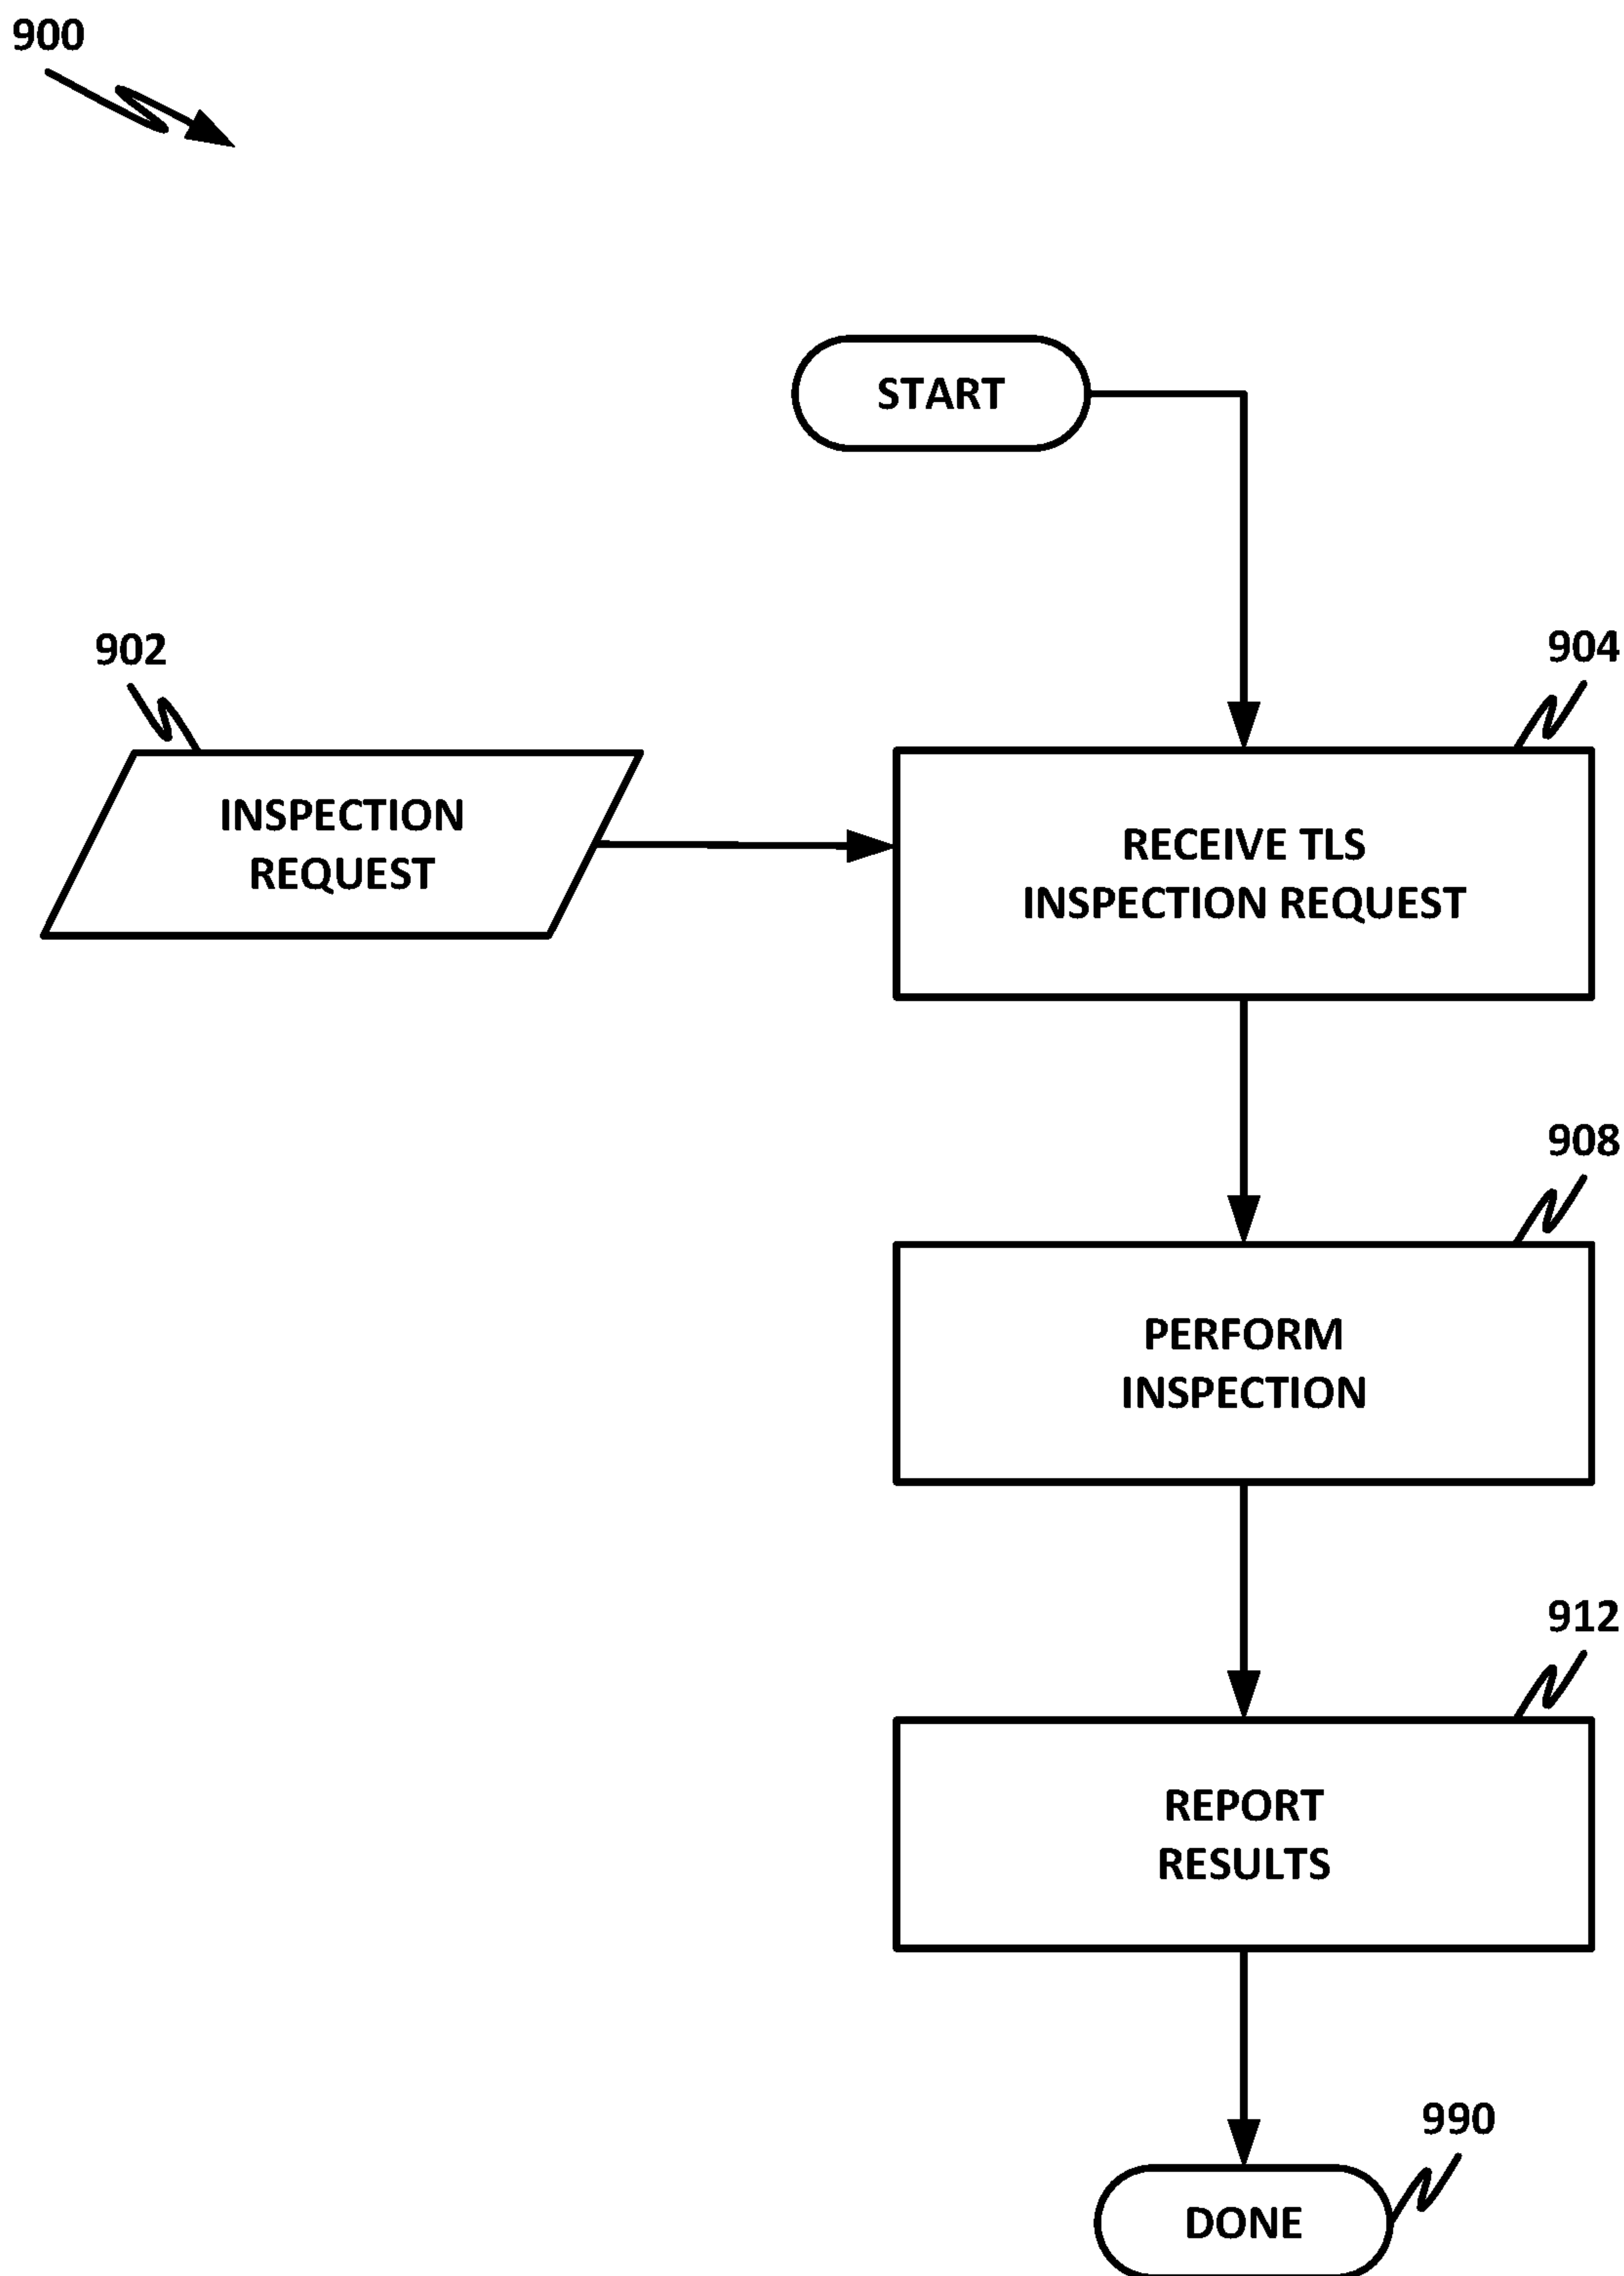 900
START
902
904
INSPECTION
REQUEST
RECEIVE TLS
INSPECTION REQUEST
908
PERFORM
INSPECTION
912
REPORT
RESULTS
990
DONE